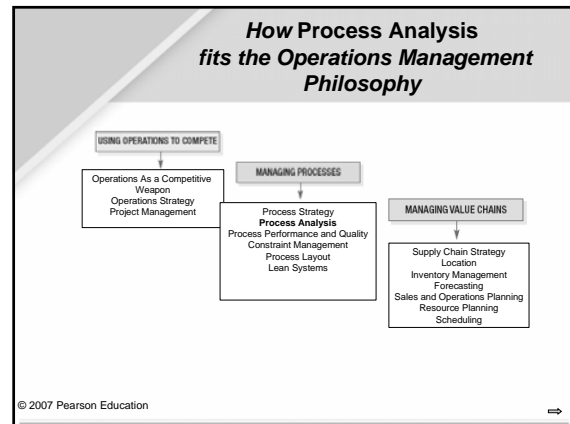 How Process Analysis
fits the Operations Management
Philosophy
USING OPERATIONS TO COMPETE
Operations As a Competitive
Weapon
Operations Strategy
Project Management
MANAGING PROCESSES
Process Strategy
Process Analysis
Process Performance and Quality
Constraint Management
Process Layout
Lean Systems
MANAGING VALUE CHAINS
Supply Chain Strategy
Location
Inventory Management
Forecasting
Sales and Operations Planning
Resource Planning
Scheduling
© 2007 Pearson Education